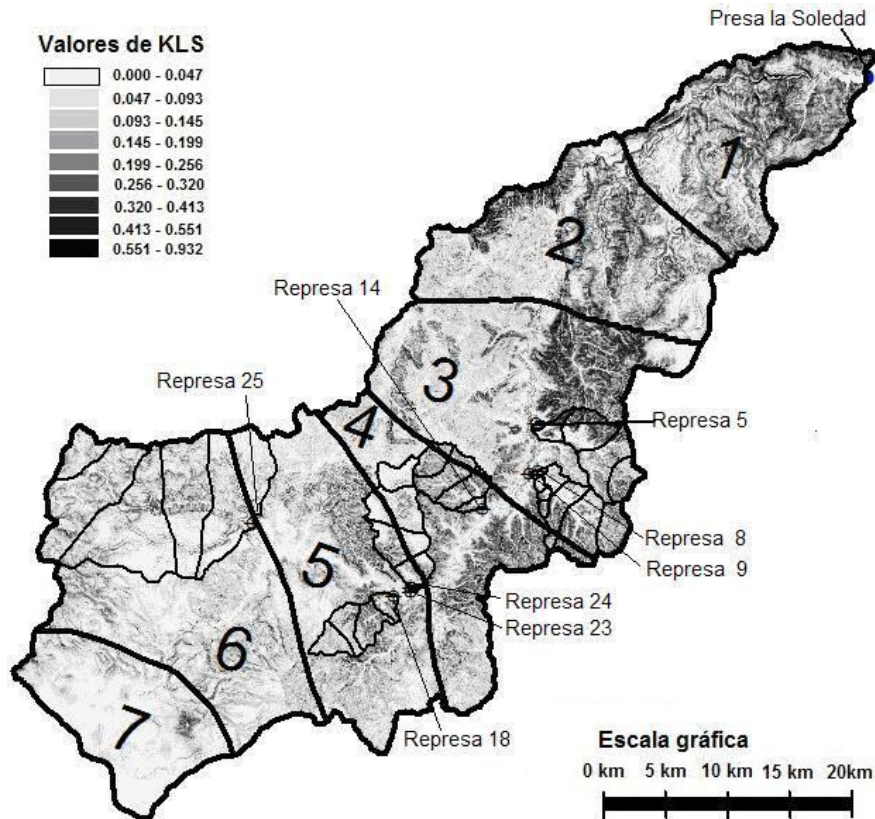 Presa la Soledad
Valores de KLS
0.000 - 0.047
0.047 - 0.093
0.093 - 0.145
0.145 - 0.199
0.199 - 0.256
0.256 - 0.320
0.320 - 0.413
0.413 - 0.551
0.551 - 0.932
1
2
Represa 14
3
Represa 25
4
Represa 5
Represa 8
Represa 9
5
Represa 24
Represa 23
6
7
Represa 18
Escala gráfica
0 km 5 km 10 km 15 km 20km